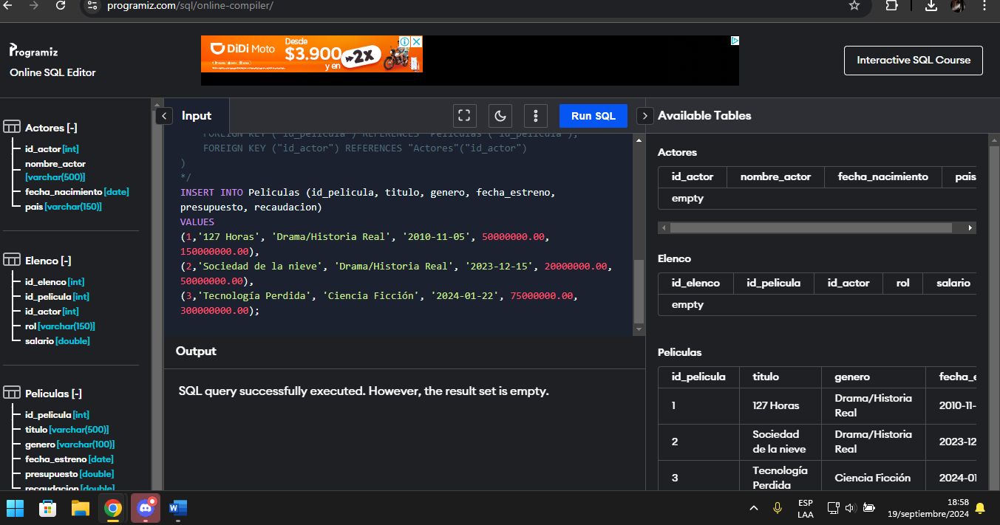 programiz.com/sql/online-compiler/
Programiz
Online SQL Editor
DiDi Moto
Desde
$3.900
y en
2X
Interactive SQL Course
Actores [-]
id_actor [int]
nombre_actor
[varchar(500)]
fecha_nacimiento [date]
pais [varchar(150)]
Elenco [-]
id_elenco [int]
id_pelicula [int]
id_actor [int]
rol [varchar(150)]
salario [double]
Peliculas [-]
id_pelicula [int]
titulo [varchar(500)]
genero [varchar(100)]
fecha_estreno [date]
presupuesto [double]
recaudacion [double]
Input
Run SQL
FOREIGN KEY ("id_pelicula") REFERENCES "Peliculas"("id_pelicula"),
FOREIGN KEY ("id_actor") REFERENCES "Actores"("id_actor")
)
*/
INSERT INTO Peliculas (id_pelicula, titulo, genero, fecha_estreno,
presupuesto, recaudacion)
VALUES
(1,'127 Horas', 'Drama/Historia Real', '2010-11-05', 50000000.00,
150000000.00),
(2,'Sociedad de la nieve', 'Drama/Historia Real', '2023-12-15', 20000000.00,
50000000.00),
(3,'Tecnología Perdida', 'Ciencia Ficción', '2024-01-22', 75000000.00,
300000000.00);
Output
SQL query successfully executed. However, the result set is empty.
Available Tables
Actores
id_actor nombre_actor fecha_nacimiento pais
empty
Elenco
id_elenco id_pelicula id_actor rol salario
empty
Peliculas
id_pelicula titulo genero fecha_e
1 127 Horas Drama/Historia Real 2010-11-
2 Sociedad de la nieve Drama/Historia Real 2023-12
3 Tecnología Perdida Ciencia Ficción 2024-01
ESP
LAA
18:58
19/septiembre/2024